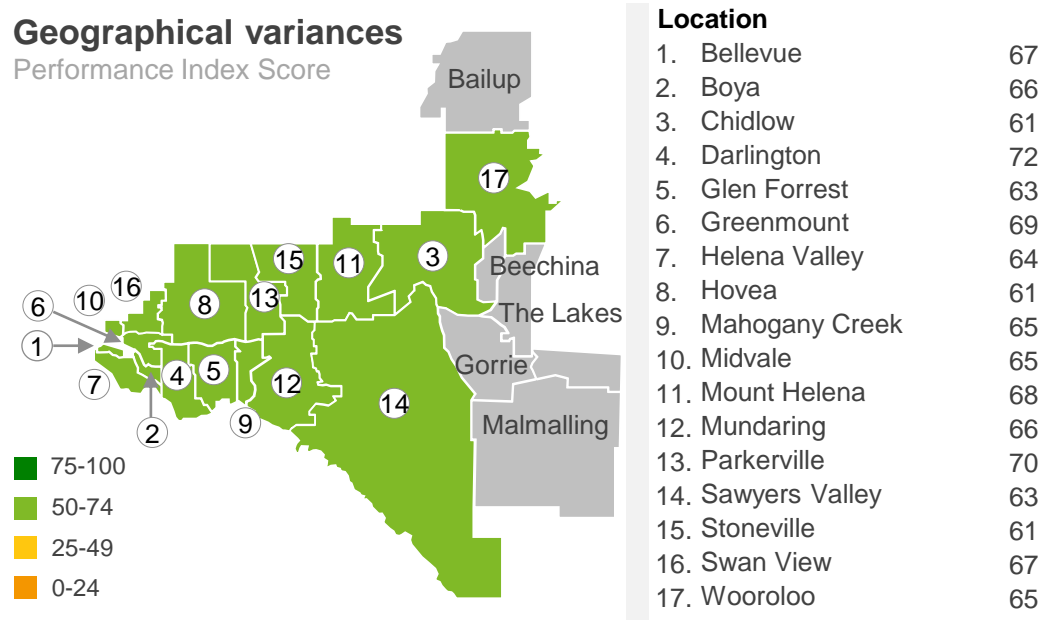 Geographical variances
Performance Index Score
Bailup
17
15
11
3
Beechina
16
10
8
13
6
The Lakes
1
Gorrie
7
4
5
12
14
2
9
Malmalling
75-100
50-74
25-49
0-24
Location
1. Bellevue 67
2. Boya 66
3. Chidlow 61
4. Darlington 72
5. Glen Forrest 63
6. Greenmount 69
7. Helena Valley 64
8. Hovea 61
9. Mahogany Creek 65
10. Midvale 65
11. Mount Helena 68
12. Mundaring 66
13. Parkerville 70
14. Sawyers Valley 63
15. Stoneville 61
16. Swan View 67
17. Wooroloo 65